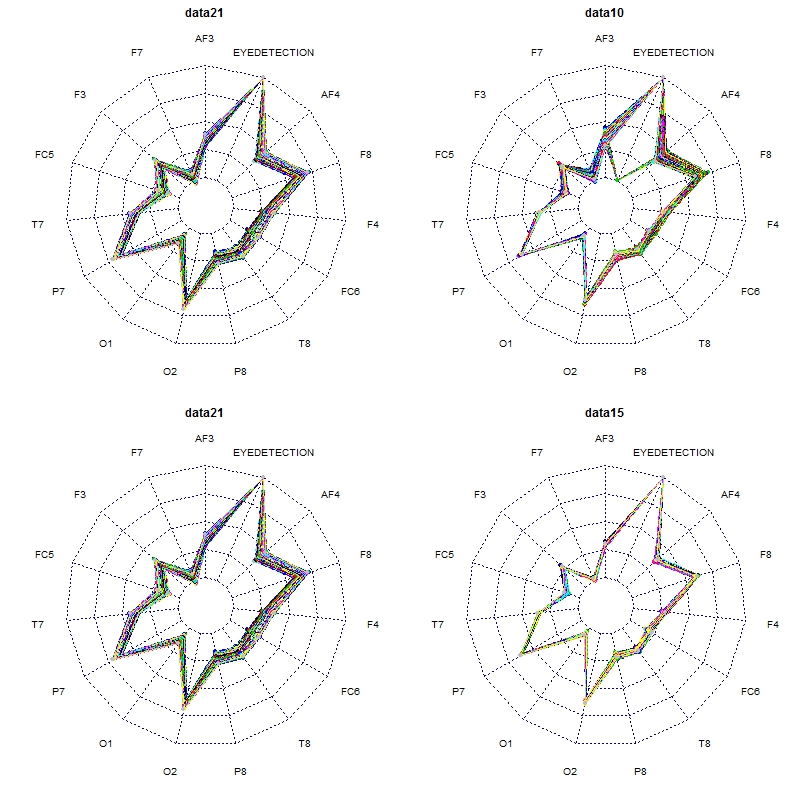 data21
AF3
F7
EYEDETECTION
F3
AF4
FC5
F8
T7
F4
P7
FC6
O1
T8
O2
P8
data10
AF3
F7
EYEDETECTION
F3
AF4
FC5
F8
T7
F4
P7
FC6
O1
T8
O2
P8
data21
AF3
F7
EYEDETECTION
F3
AF4
FC5
F8
T7
F4
P7
FC6
O1
T8
O2
P8
data15
AF3
F7
EYEDETECTION
F3
AF4
FC5
F8
T7
F4
P7
FC6
O1
T8
O2
P8